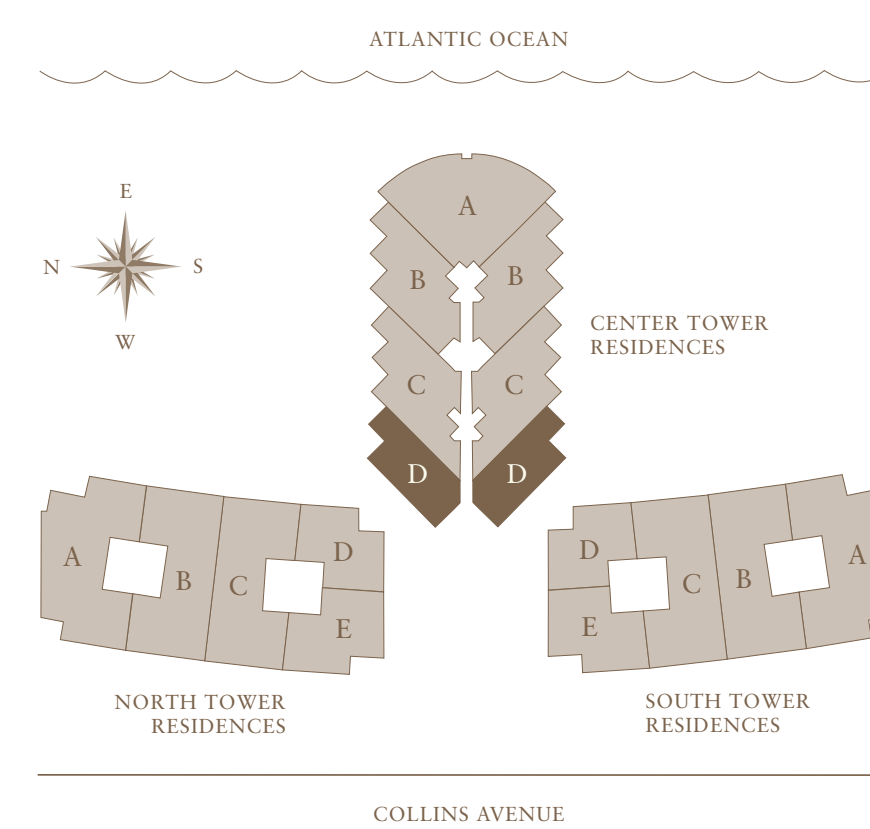 ATLANTIC OCEAN
E
N
S
W
A
B
B
CENTER TOWER
RESIDENCES
C
C
D
D
A
B
C
D
E
D
E
C
B
A
NORTH TOWER
RESIDENCES
SOUTH TOWER
RESIDENCES
COLLINS AVENUE